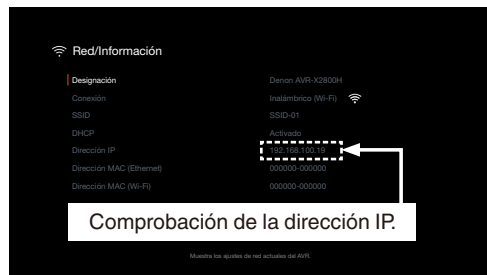 Red/Información
Designación Denon AVR-X2800H
Conexión Inalámbrico (Wi-Fi)
SSID SSID-01
DHCP Activado
Dirección IP 192.168.100.19
Dirección MAC (Ethernet) 000000-000000
Dirección MAC (Wi-Fi) 000000-000000
Comprobación de la dirección IP.
Muestra los ajustes de red actuales del AVR.